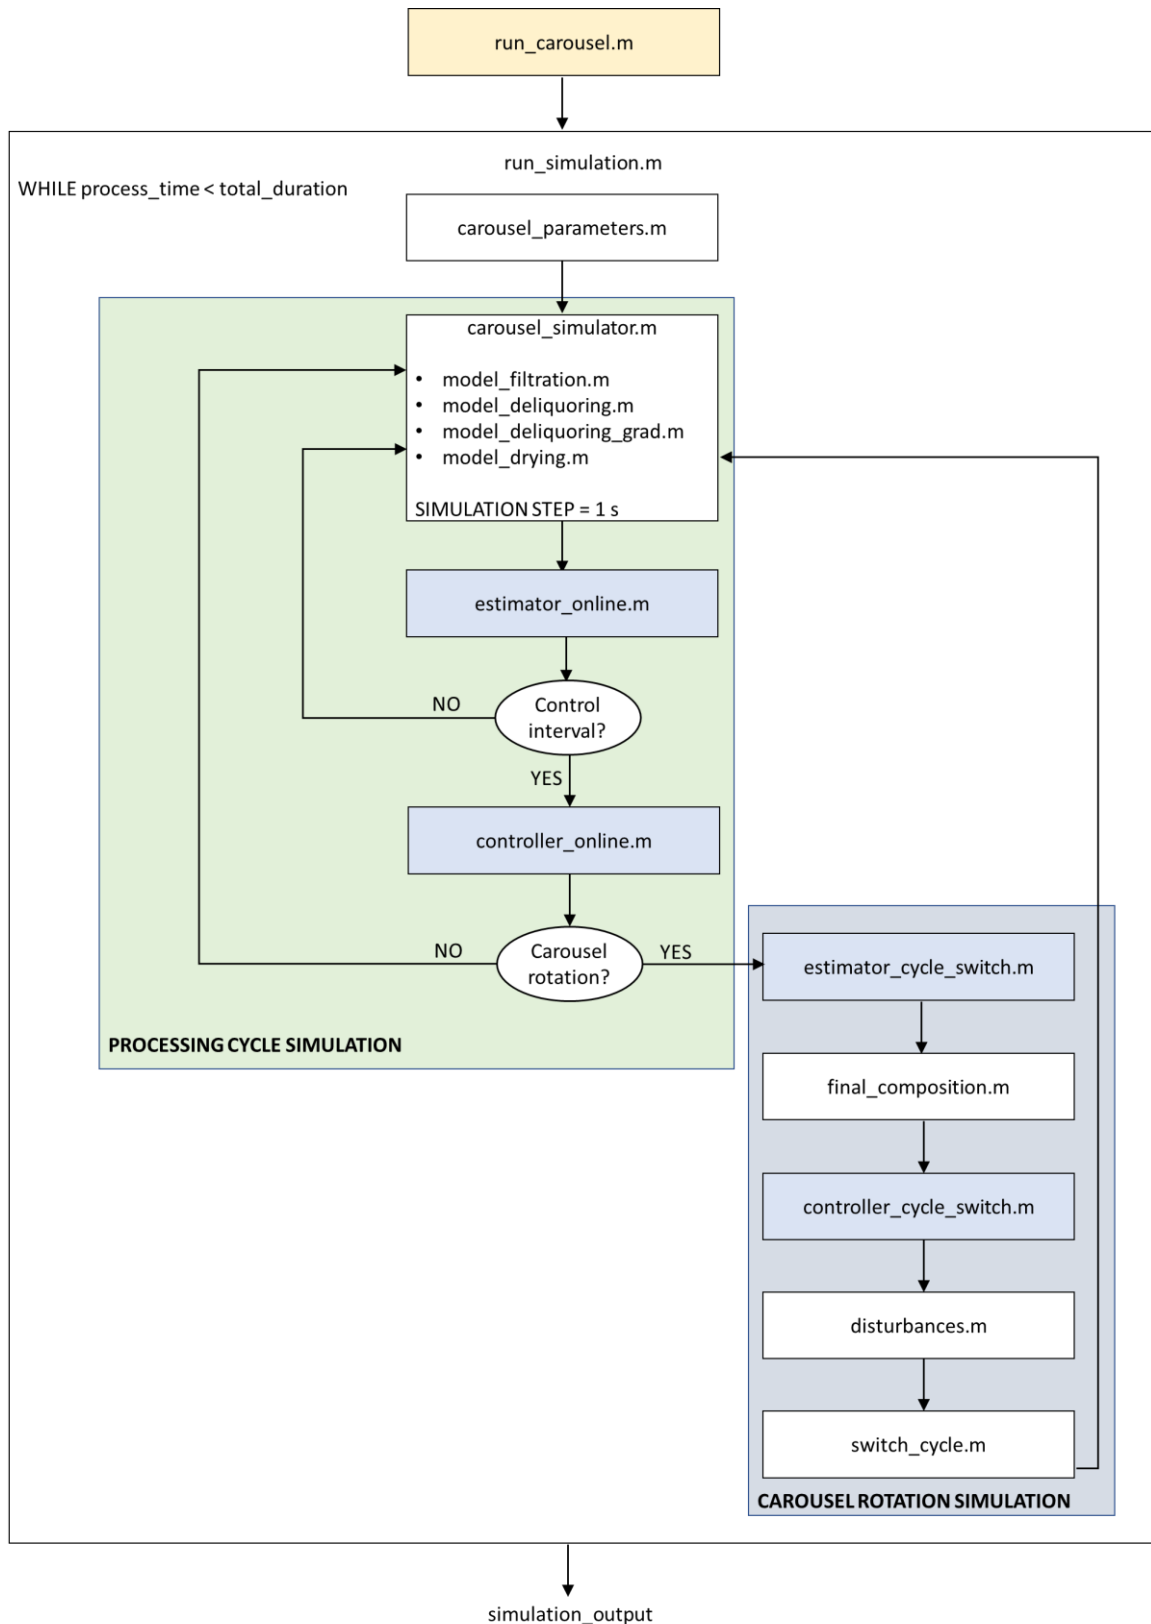 run_carousel.m
run_simulation.m
WHILE process_time < total_duration
carousel_parameters.m
carousel_simulator.m
• model_filtration.m
• model_deliquoring.m
• model_deliquoring_grad.m
• model_drying.m
SIMULATION STEP = 1 s
estimator_online.m
Control
interval?
NO
YES
controller_online.m
Carousel
rotation?
NO
YES
PROCESSING CYCLE SIMULATION
estimator_cycle_switch.m
final_composition.m
controller_cycle_switch.m
disturbances.m
switch_cycle.m
CAROUSEL ROTATION SIMULATION
simulation_output